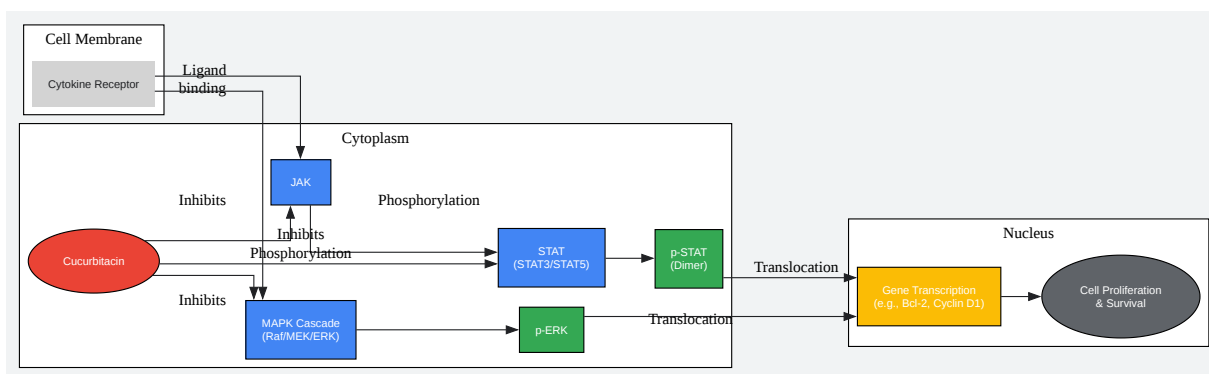 Cell Membrane
Cytokine Receptor
Ligand
binding
Cytoplasm
JAK
Inhibits
Phosphorylation
Inhibits
Phosphorylation
Cucurbitacin
STAT
(STAT3/STAT5)
p-STAT
(Dimer)
Translocation
Inhibits
MAPK Cascade
(Raf/MEK/ERK)
p-ERK
Translocation
Nucleus
Gene Transcription
(e.g., Bcl-2, Cyclin D1)
Cell Proliferation
& Survival